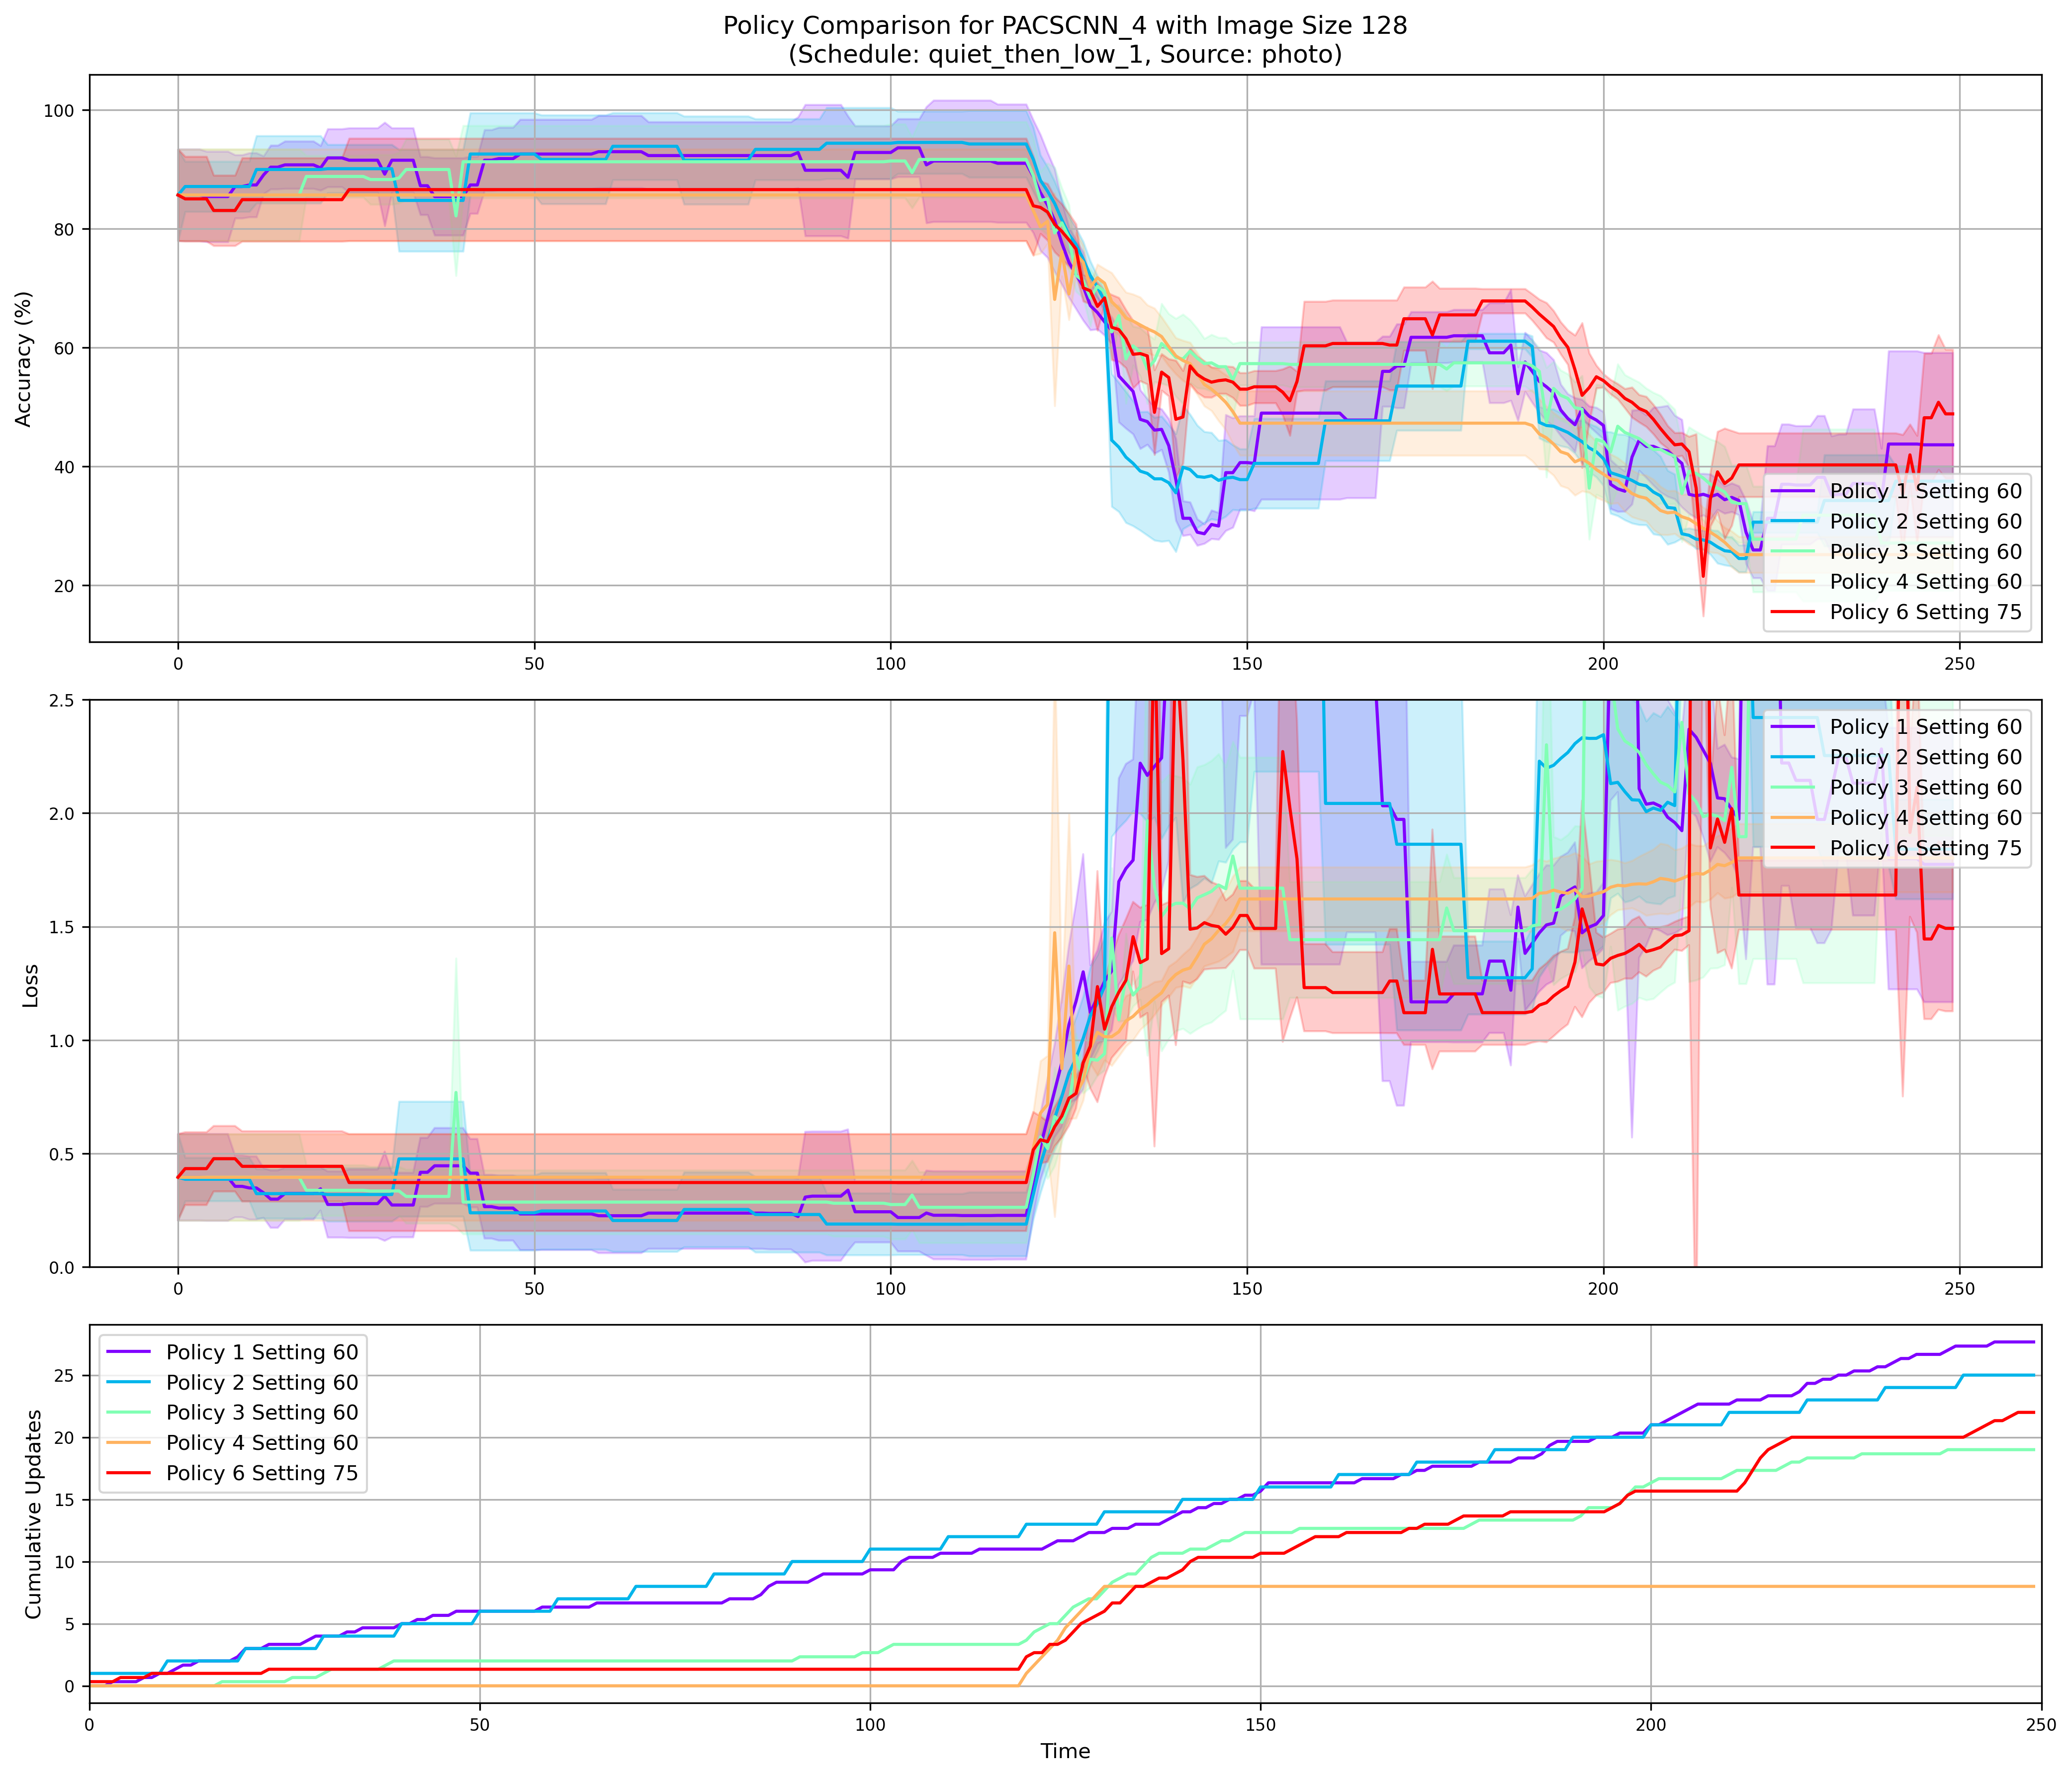 Policy Comparison for PACSCNN_4 with Image Size 128
(Schedule: quiet_then_low_1, Source: photo)
Accuracy (%)
100
80
60
40
20
0
50
100
150
200
250
Policy 1 Setting 60
Policy 2 Setting 60
Policy 3 Setting 60
Policy 4 Setting 60
Policy 6 Setting 75
Loss
2.5
2.0
1.5
1.0
0.5
0.0
0
50
100
150
200
250
Policy 1 Setting 60
Policy 2 Setting 60
Policy 3 Setting 60
Policy 4 Setting 60
Policy 6 Setting 75
Cumulative Updates
25
20
15
10
5
0
Policy 1 Setting 60
Policy 2 Setting 60
Policy 3 Setting 60
Policy 4 Setting 60
Policy 6 Setting 75
0
50
100
150
200
250
Time